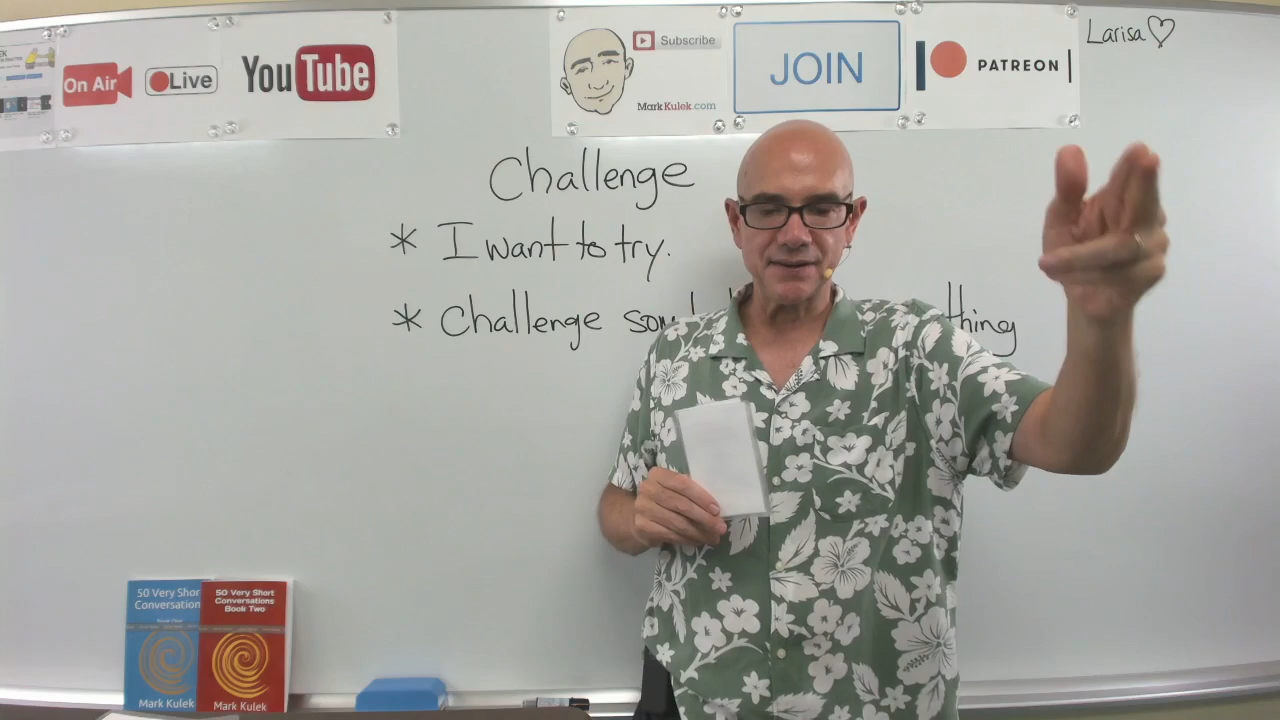 On Air
Live
YouTube
Subscribe
MarkKulek.com
JOIN
PATREON
Larisa
Challenge
* I want to try.
* Challenge thing
50 Very Short
Conversations
Book Two
Mark Kulek
50 Very
Conversation
Mark Kulek